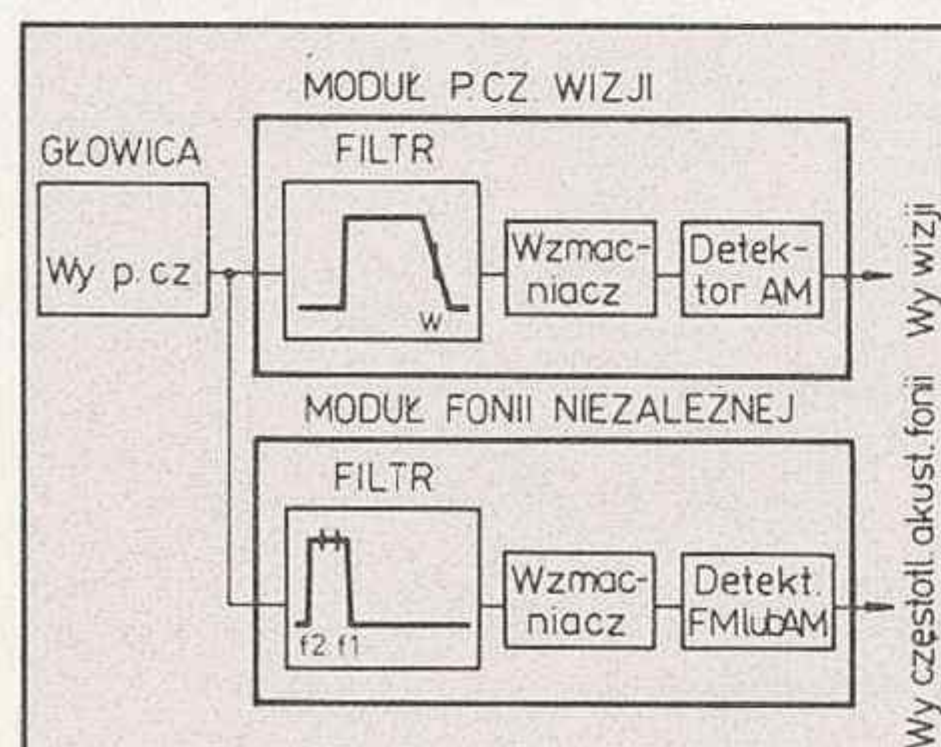 MODUŁ P.CZ. WIZJI
GŁOWICA
Wy p.cz
FILTR
W
Wzmac-
niacz
Detek-
tor AM
Wy wizji
MODUŁ FONII NIEZALEZNEJ
FILTR
f2 f1
Wzmac-
niacz
Detekt.
FMlubAM
Wy częstotl. akust. fonii